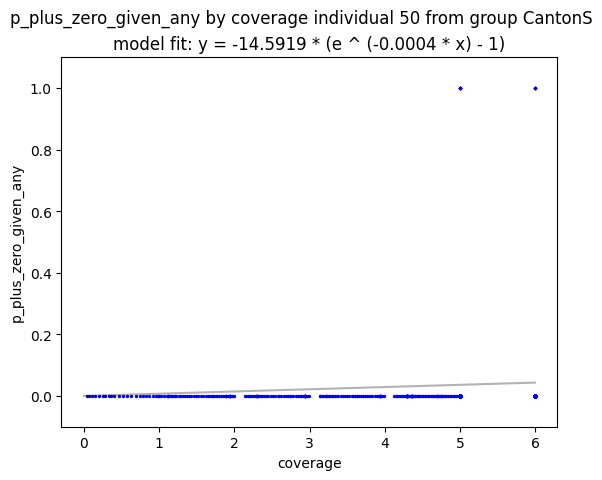 p_plus_zero_given_any by coverage individual 50 from group CantonS
model fit: y = -14.5919 * (e ^ (-0.0004 * x) - 1)
1.0
0.8
0.6
0.4
0.2
0.0
p_plus_zero_given_any
0 1 2 3 4 5 6
coverage